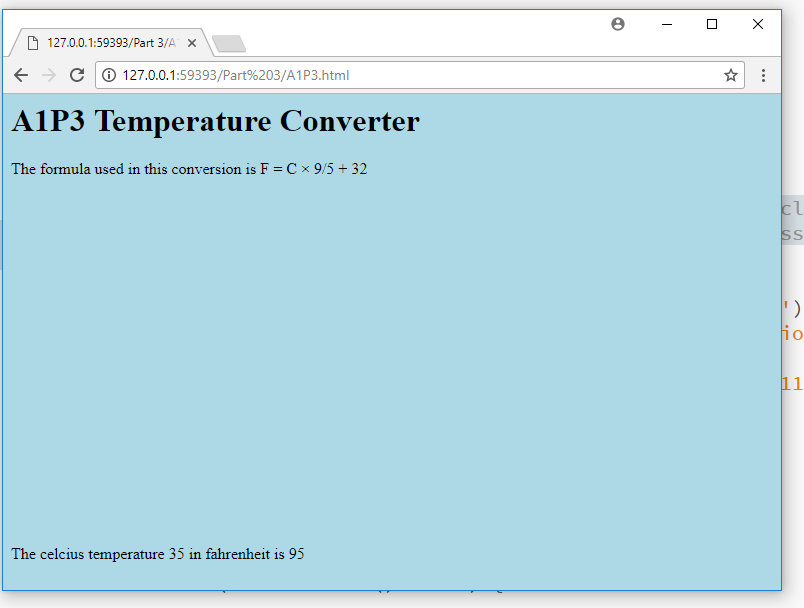 127.0.0.1:59393/Part 3/A
127.0.0.1:59393/Part%203/A1P3.html
A1P3 Temperature Converter
The formula used in this conversion is F = C × 9/5 + 32
cl
ss
')
io
11
The celcius temperature 35 in fahrenheit is 95